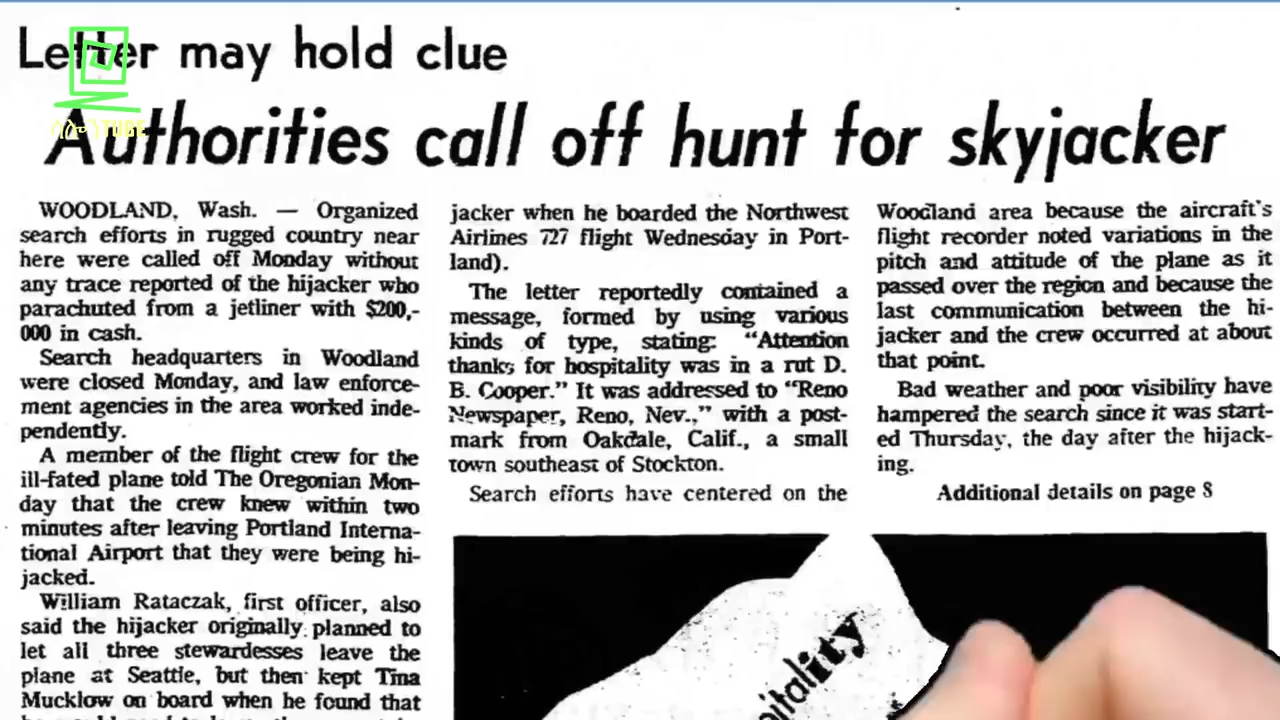 Letter may hold clue
Authorities call off hunt for skyjacker
WOODLAND, Wash. — Organized
search efforts in rugged country near
here were called off Monday without
any trace reported of the hijacker who
parachuted from a jetliner with $200,-
000 in cash.
Search headquarters in Woodland
were closed Monday, and law enforce-
ment agencies in the area worked inde-
pendently.
A member of the flight crew for the
ill-fated plane told The Oregonian Mon-
day that the crew knew within two
minutes after leaving Portland Interna-
tional Airport that they were being hi-
jacked.
William Rataczak, first officer, also
said the hijacker originally planned to
let all three stewardesses leave the
plane at Seattle, but then kept Tina
Mucklow on board when he found that
jacker when he boarded the Northwest
Airlines 727 flight Wednesday in Port-
land).
The letter reportedly contained a
message, formed by using various
kinds of type, stating: "Attention
thanks for hospitality was in a rut D.
B. Cooper." It was addressed to "Reno
Newspaper, Reno, Nev.," with a post-
mark from Oakdale, Calif., a small
town southeast of Stockton.
Search efforts have centered on the
Woodland area because the aircraft's
flight recorder noted variations in the
pitch and attitude of the plane as it
passed over the region and because the
last communication between the hi-
jacker and the crew occurred at about
that point.
Bad weather and poor visibility have
hampered the search since it was start-
ed Thursday, the day after the hijack-
ing.
Additional details on page 8
pitality
TUBE